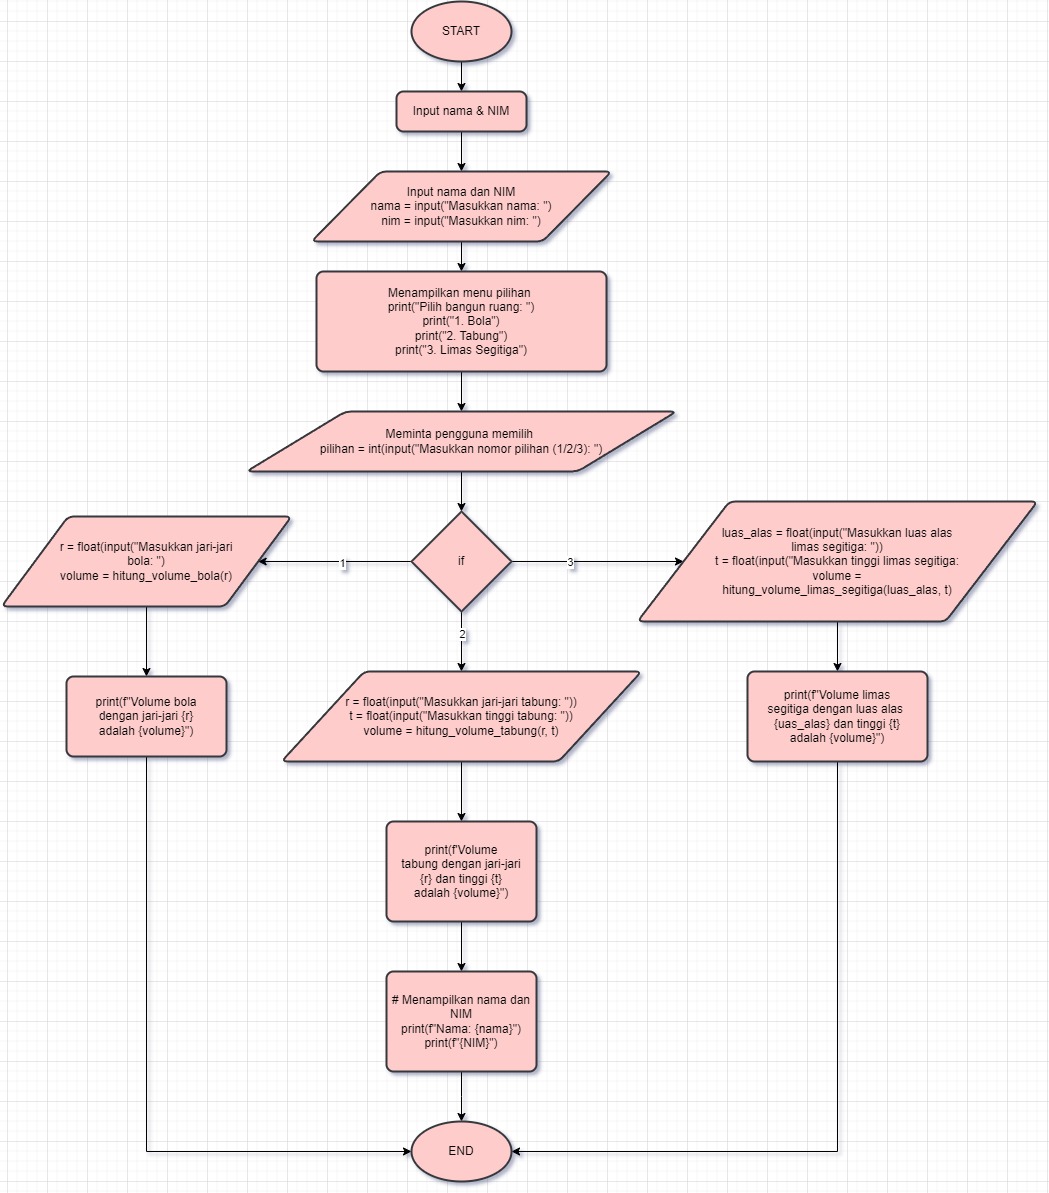 START
Input nama & NIM
Input nama dan NIM
nama = input("Masukkan nama: ")
nim = input("Masukkan nim: ")
Menampilkan menu pilihan
print("Pilih bangun ruang: ")
print("1. Bola")
print("2. Tabung")
print("3. Limas Segitiga")
Meminta pengguna memilih
pilihan = int(input("Masukkan nomor pilihan (1/2/3): ")
if
1
2
3
r = float(input("Masukkan jari-jari
bola: ")
volume = hitung_volume_bola(r)
luas_alas = float(input("Masukkan luas alas
limas segitiga: "))
t = float(input("Masukkan tinggi limas segitiga:
volume =
hitung_volume_limas_segitiga(luas_alas, t)
print(f"Volume bola
dengan jari-jari {r}
adalah {volume}")
r = float(input("Masukkan jari-jari tabung: "))
t = float(input("Masukkan tinggi tabung: "))
volume = hitung_volume_tabung(r, t)
print(f"Volume limas
segitiga dengan luas alas
{uas_alas} dan tinggi {t}
adalah {volume}")
print(f'Volume
tabung dengan jari-jari
{r} dan tinggi {t}
adalah {volume}")
# Menampilkan nama dan
NIM
print(f"Nama: {nama}")
print(f"{NIM}")
END